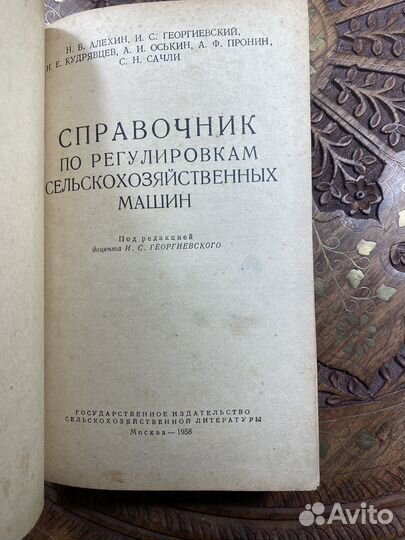 Н. В. АЛЕХИН, И. С. ГЕОРГИЕВСКИЙ,
Н. Е. КУДРЯВЦЕВ, А. И. ОСЬКИН, А. Ф. ПРОНИН,
С. Н. САЧЛИ
СПРАВОЧНИК
ПО РЕГУЛИРОВКАМ
СЕЛЬСКОХОЗЯЙСТВЕННЫХ
МАШИН
Под редакцией
доцента И. С. ГЕОРГИЕВСКОГО
ГОСУДАРСТВЕННОЕ ИЗДАТЕЛЬСТВО
СЕЛЬСКОХОЗЯЙСТВЕННОЙ ЛИТЕРАТУРЫ
Москва — 1958
Avito